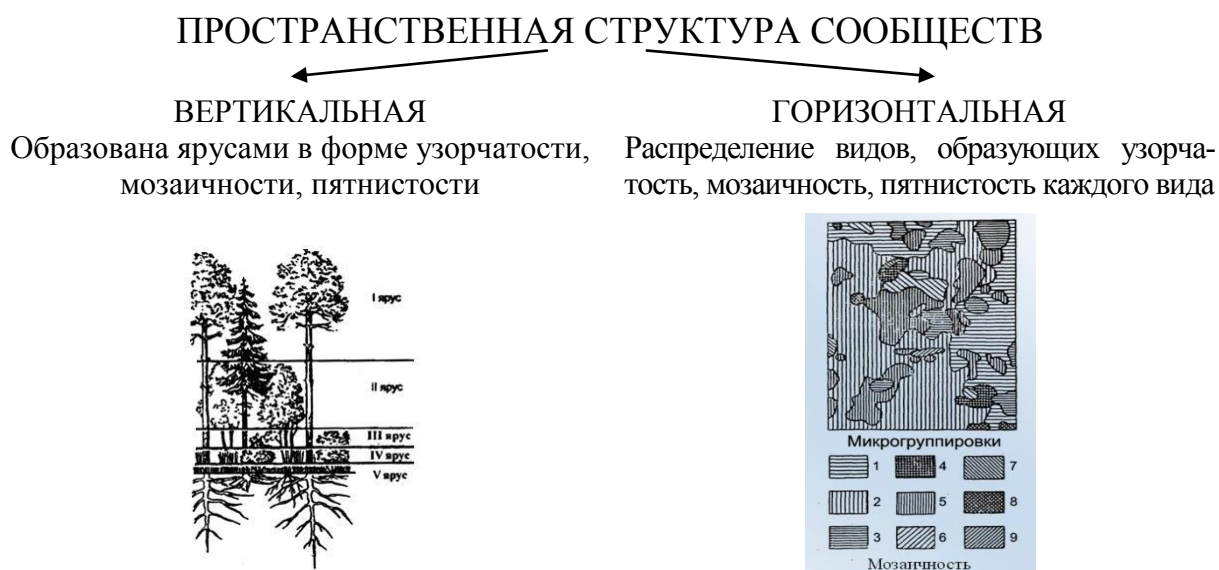 ПРОСТРАНСТВЕННАЯ СТРУКТУРА СООБЩЕСТВ
ВЕРТИКАЛЬНАЯ
Образована ярусами в форме узорчатости,
мозаичности, пятнистости
ГОРИЗОНТАЛЬНАЯ
Распределение видов, образующих узорча-
тость, мозаичность, пятнистость каждого вида
I ярус
II ярус
III ярус
IV ярус
V ярус
Микрогруппировки
1 4 7
2 5 8
3 6 9
Мозаичность